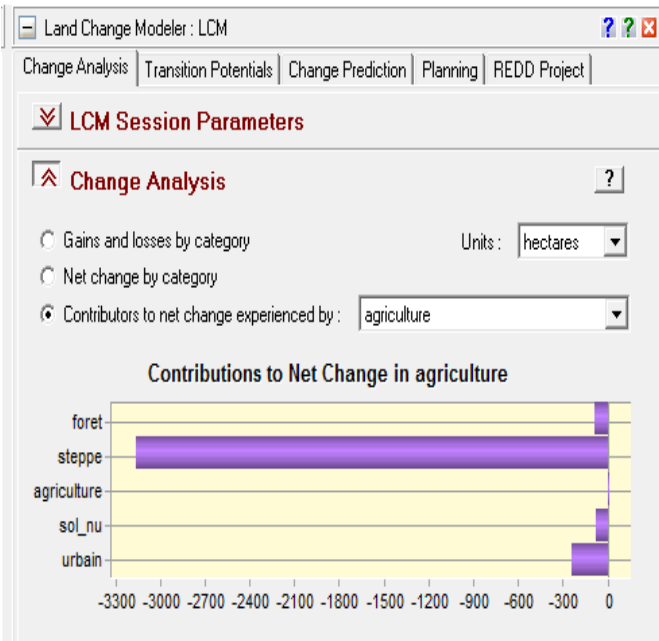 Land Change Modeler : LCM
? ?
Change Analysis Transition Potentials Change Prediction Planning REDD Project
LCM Session Parameters
Change Analysis ?
Gains and losses by category Units : hectares
Net change by category
Contributors to net change experienced by : agriculture
Contributions to Net Change in agriculture
foret
steppe
agriculture
sol_nu
urbain
-3300 -3000 -2700 -2400 -2100 -1800 -1500 -1200 -900 -600 -300 0